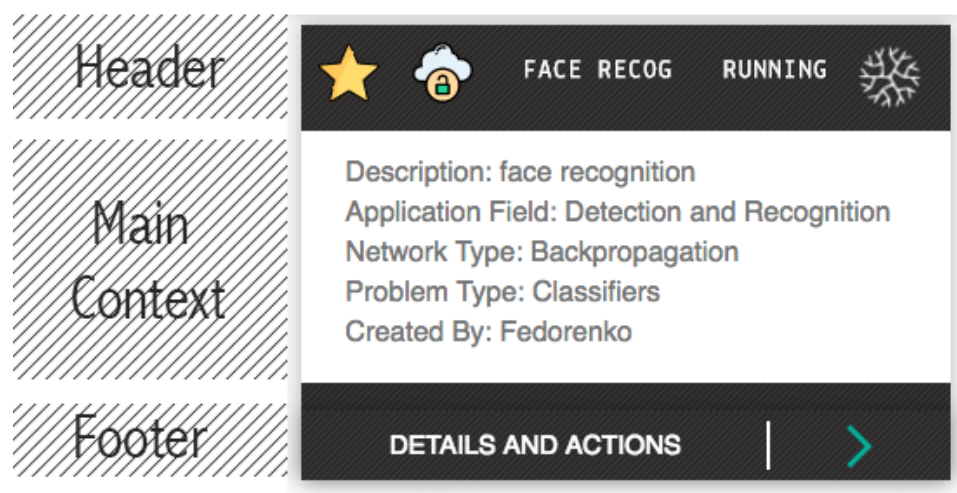 Header
FACE RECOG RUNNING
Main
Context
Description: face recognition
Application Field: Detection and Recognition
Network Type: Backpropagation
Problem Type: Classifiers
Created By: Fedorenko
Footer
DETAILS AND ACTIONS